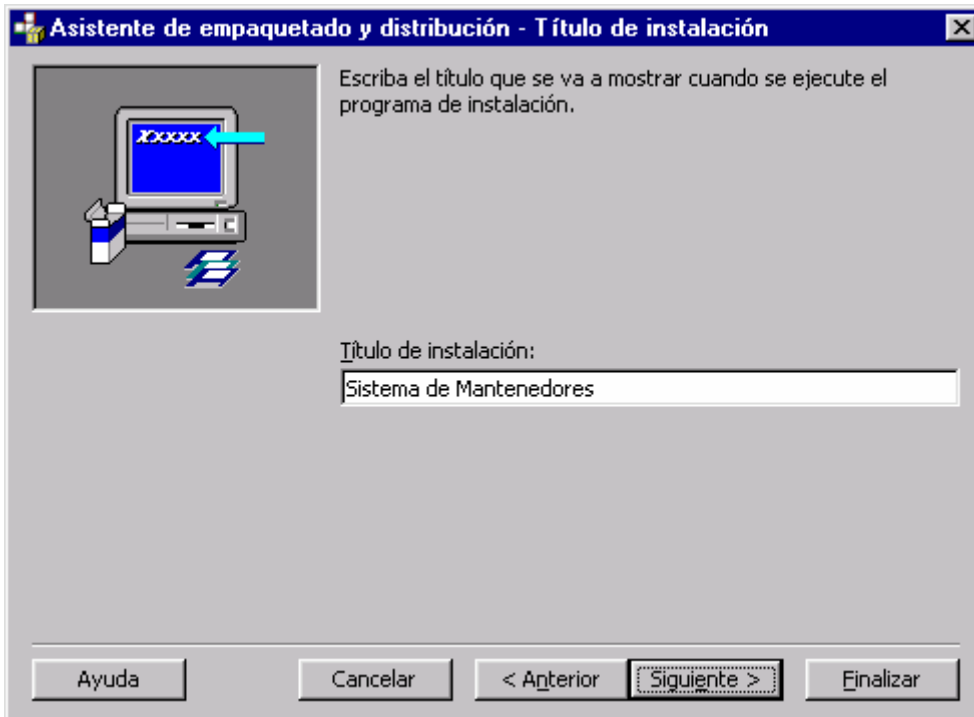 Asistente de empaquetado y distribución - Título de instalación
Escriba el título que se va a mostrar cuando se ejecute el
programa de instalación.
xxxxx
Título de instalación:
Sistema de Mantenedores
Ayuda
Cancelar
< Anterior
Siguiente >
Finalizar